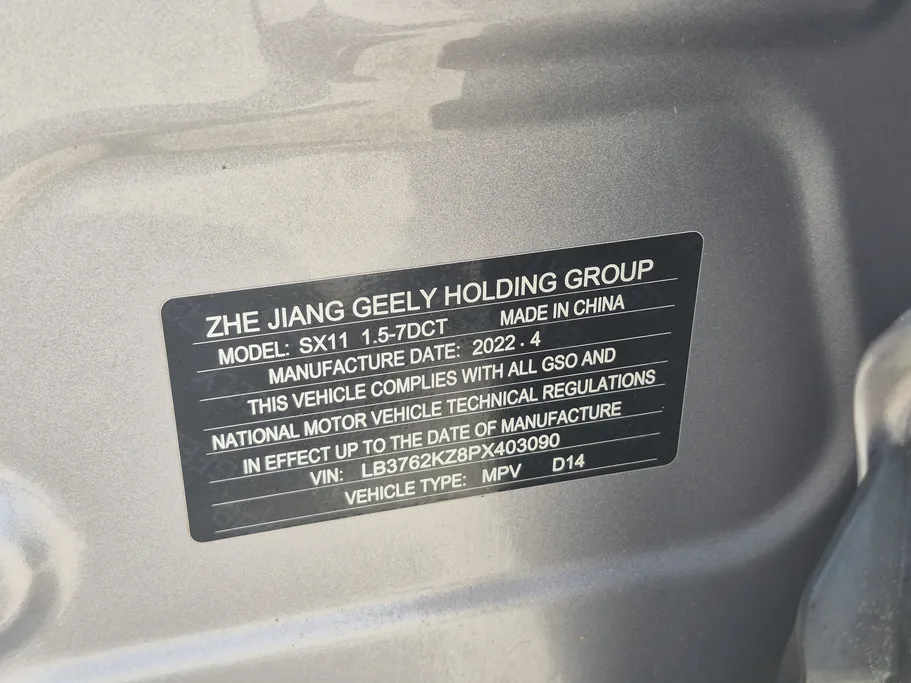 ZHE JIANG GEELY HOLDING GROUP
MODEL: SX11 1.5-7DCT MADE IN CHINA
MANUFACTURE DATE: 2022.4
THIS VEHICLE COMPLIES WITH ALL GSO AND
NATIONAL MOTOR VEHICLE TECHNICAL REGULATIONS
IN EFFECT UP TO THE DATE OF MANUFACTURE
VIN: LB3762KZ8PX403090
VEHICLE TYPE: MPV D14